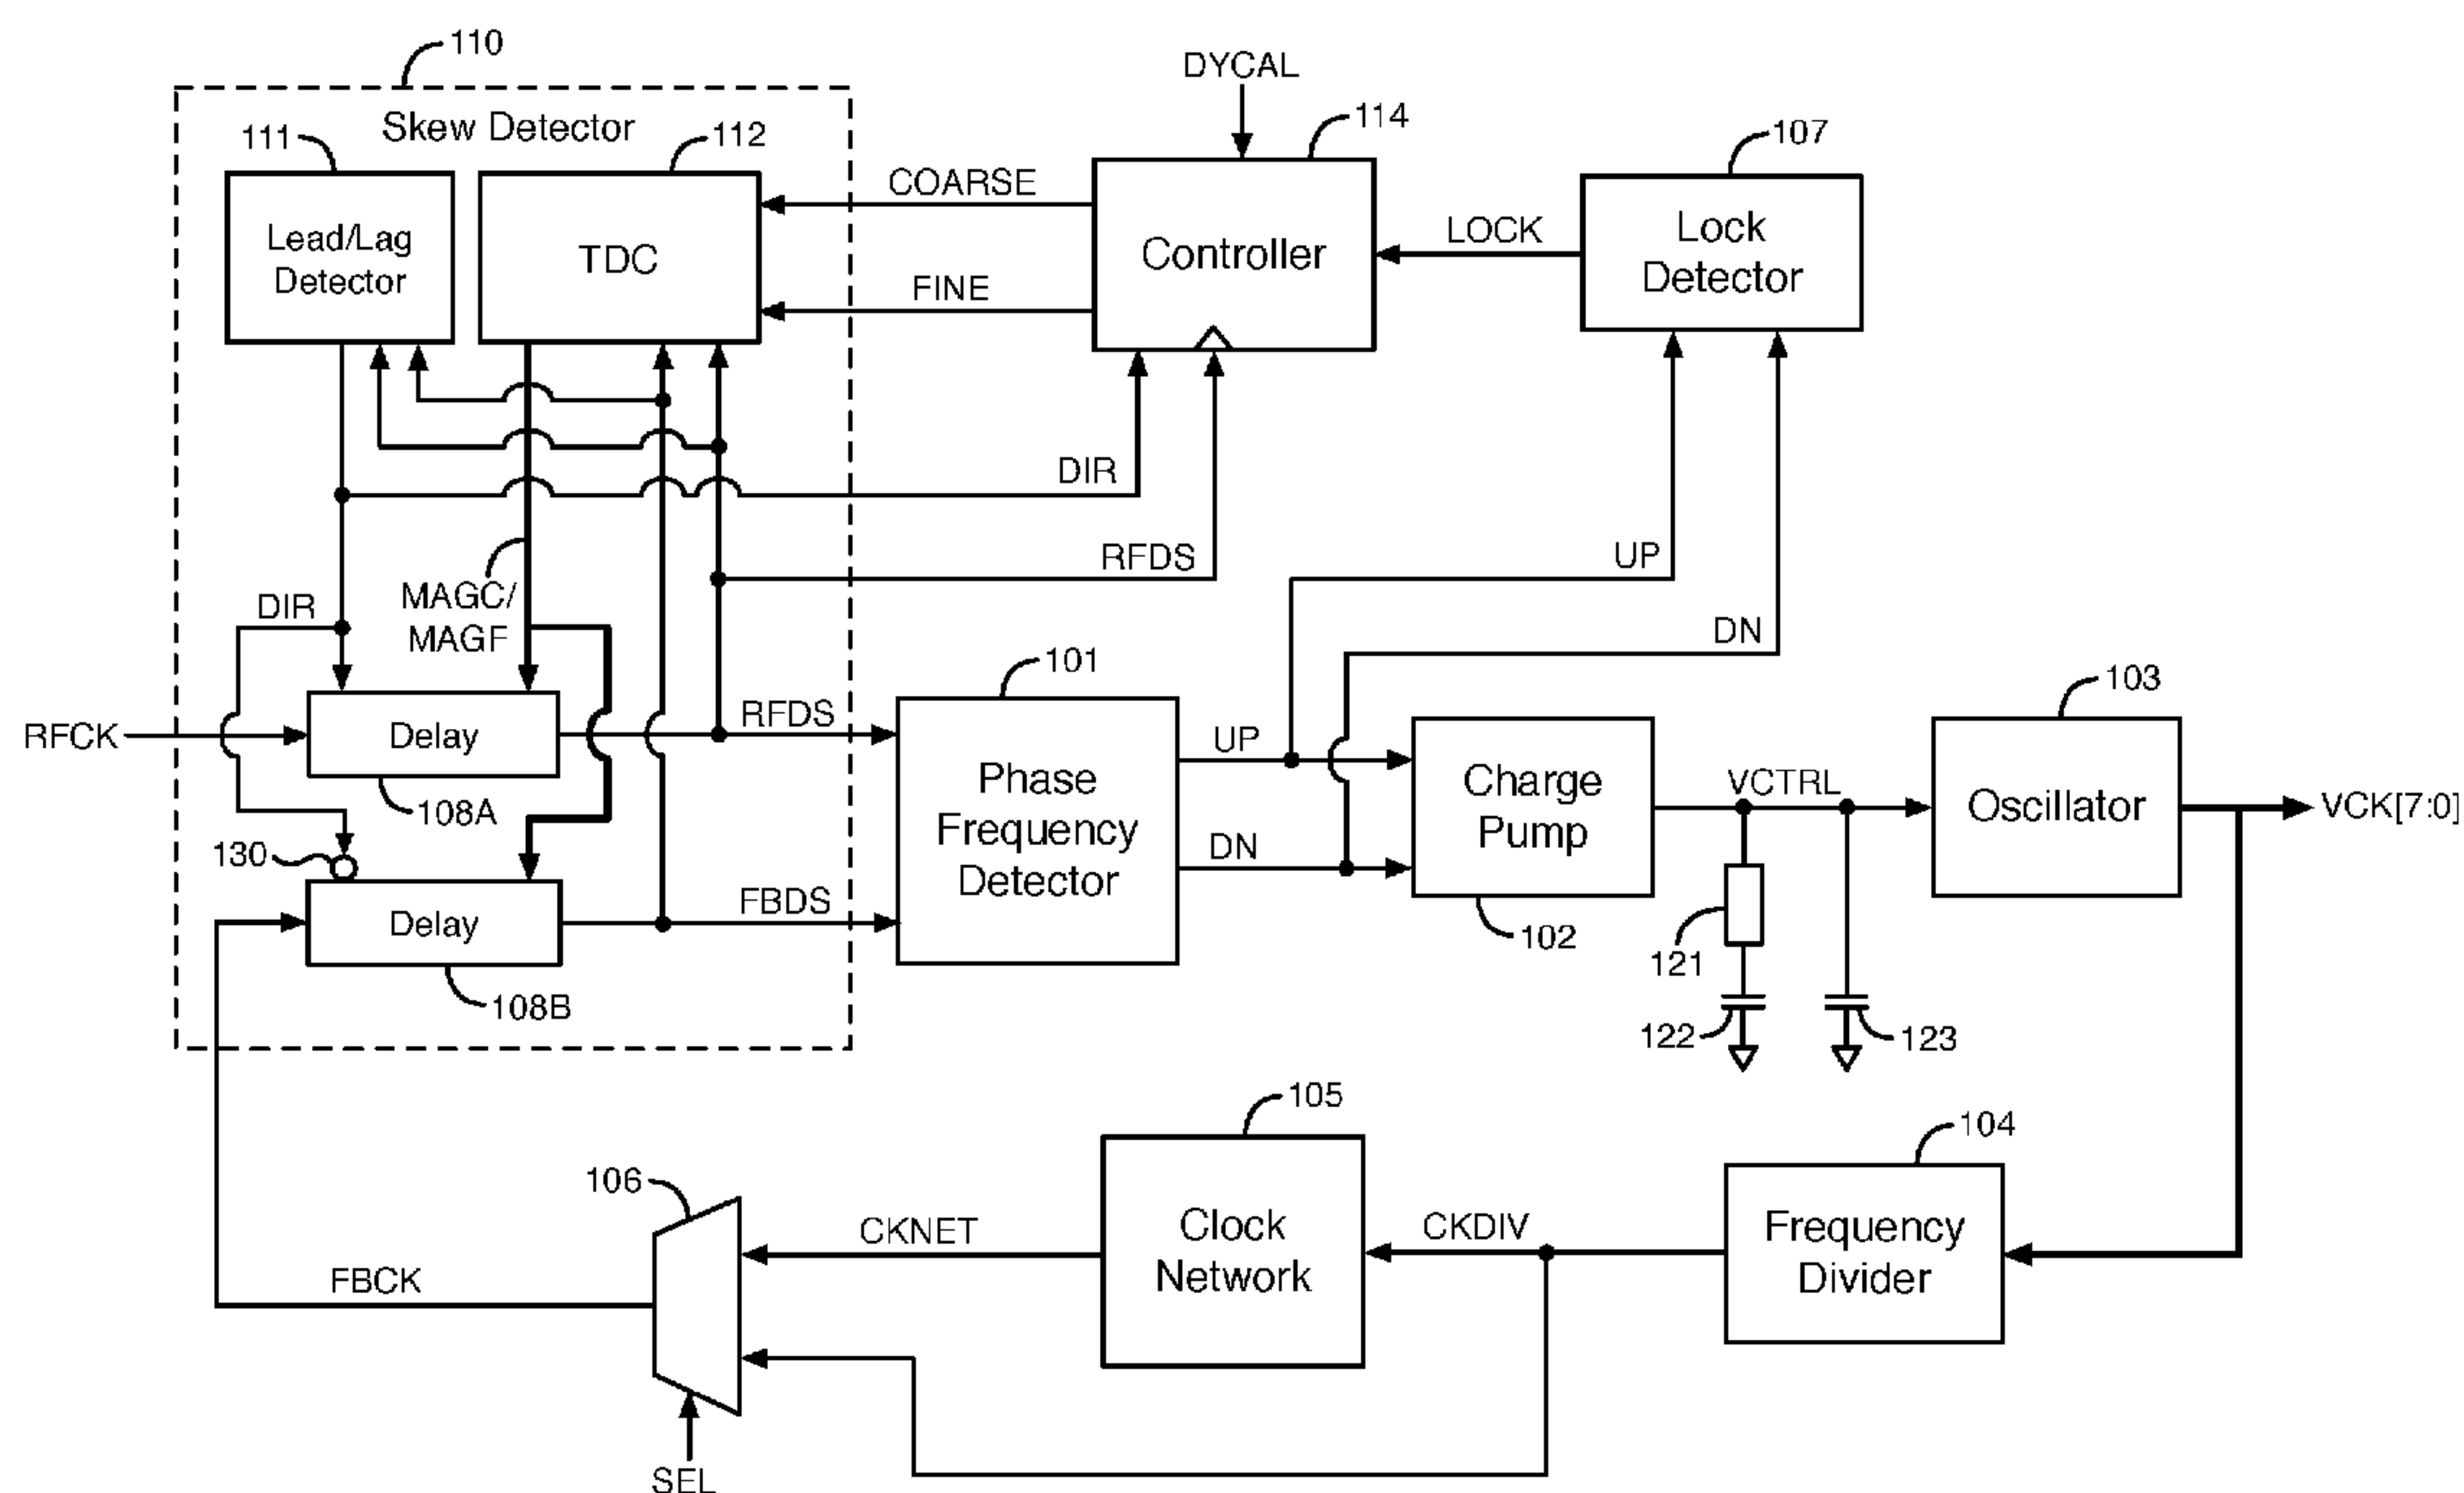 110
Skew Detector
111
112
Lead/Lag
Detector
TDC
COARSE
FINE
DYCAL
114
Controller
LOCK
107
Lock
Detector
DIR
RFDS
UP
DN
MAGC/
MAGF
DIR
RFCK
Delay
108A
RFDS
130
Delay
108B
FBDS
101
Phase
Frequency
Detector
UP
DN
Charge
Pump
102
VCTRL
103
Oscillator
VCK[7:0]
121
122
123
105
Clock
Network
104
Frequency
Divider
CKDIV
CKNET
106
FBCK
SEL